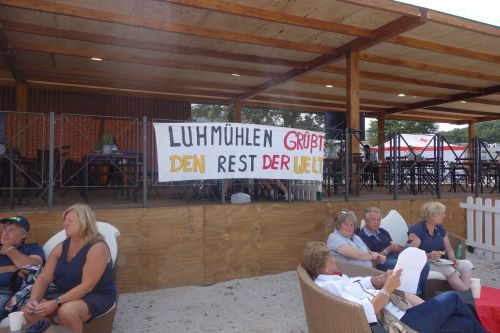 LUHMÜHLEN GRÜßT
DEN REST DER WELT